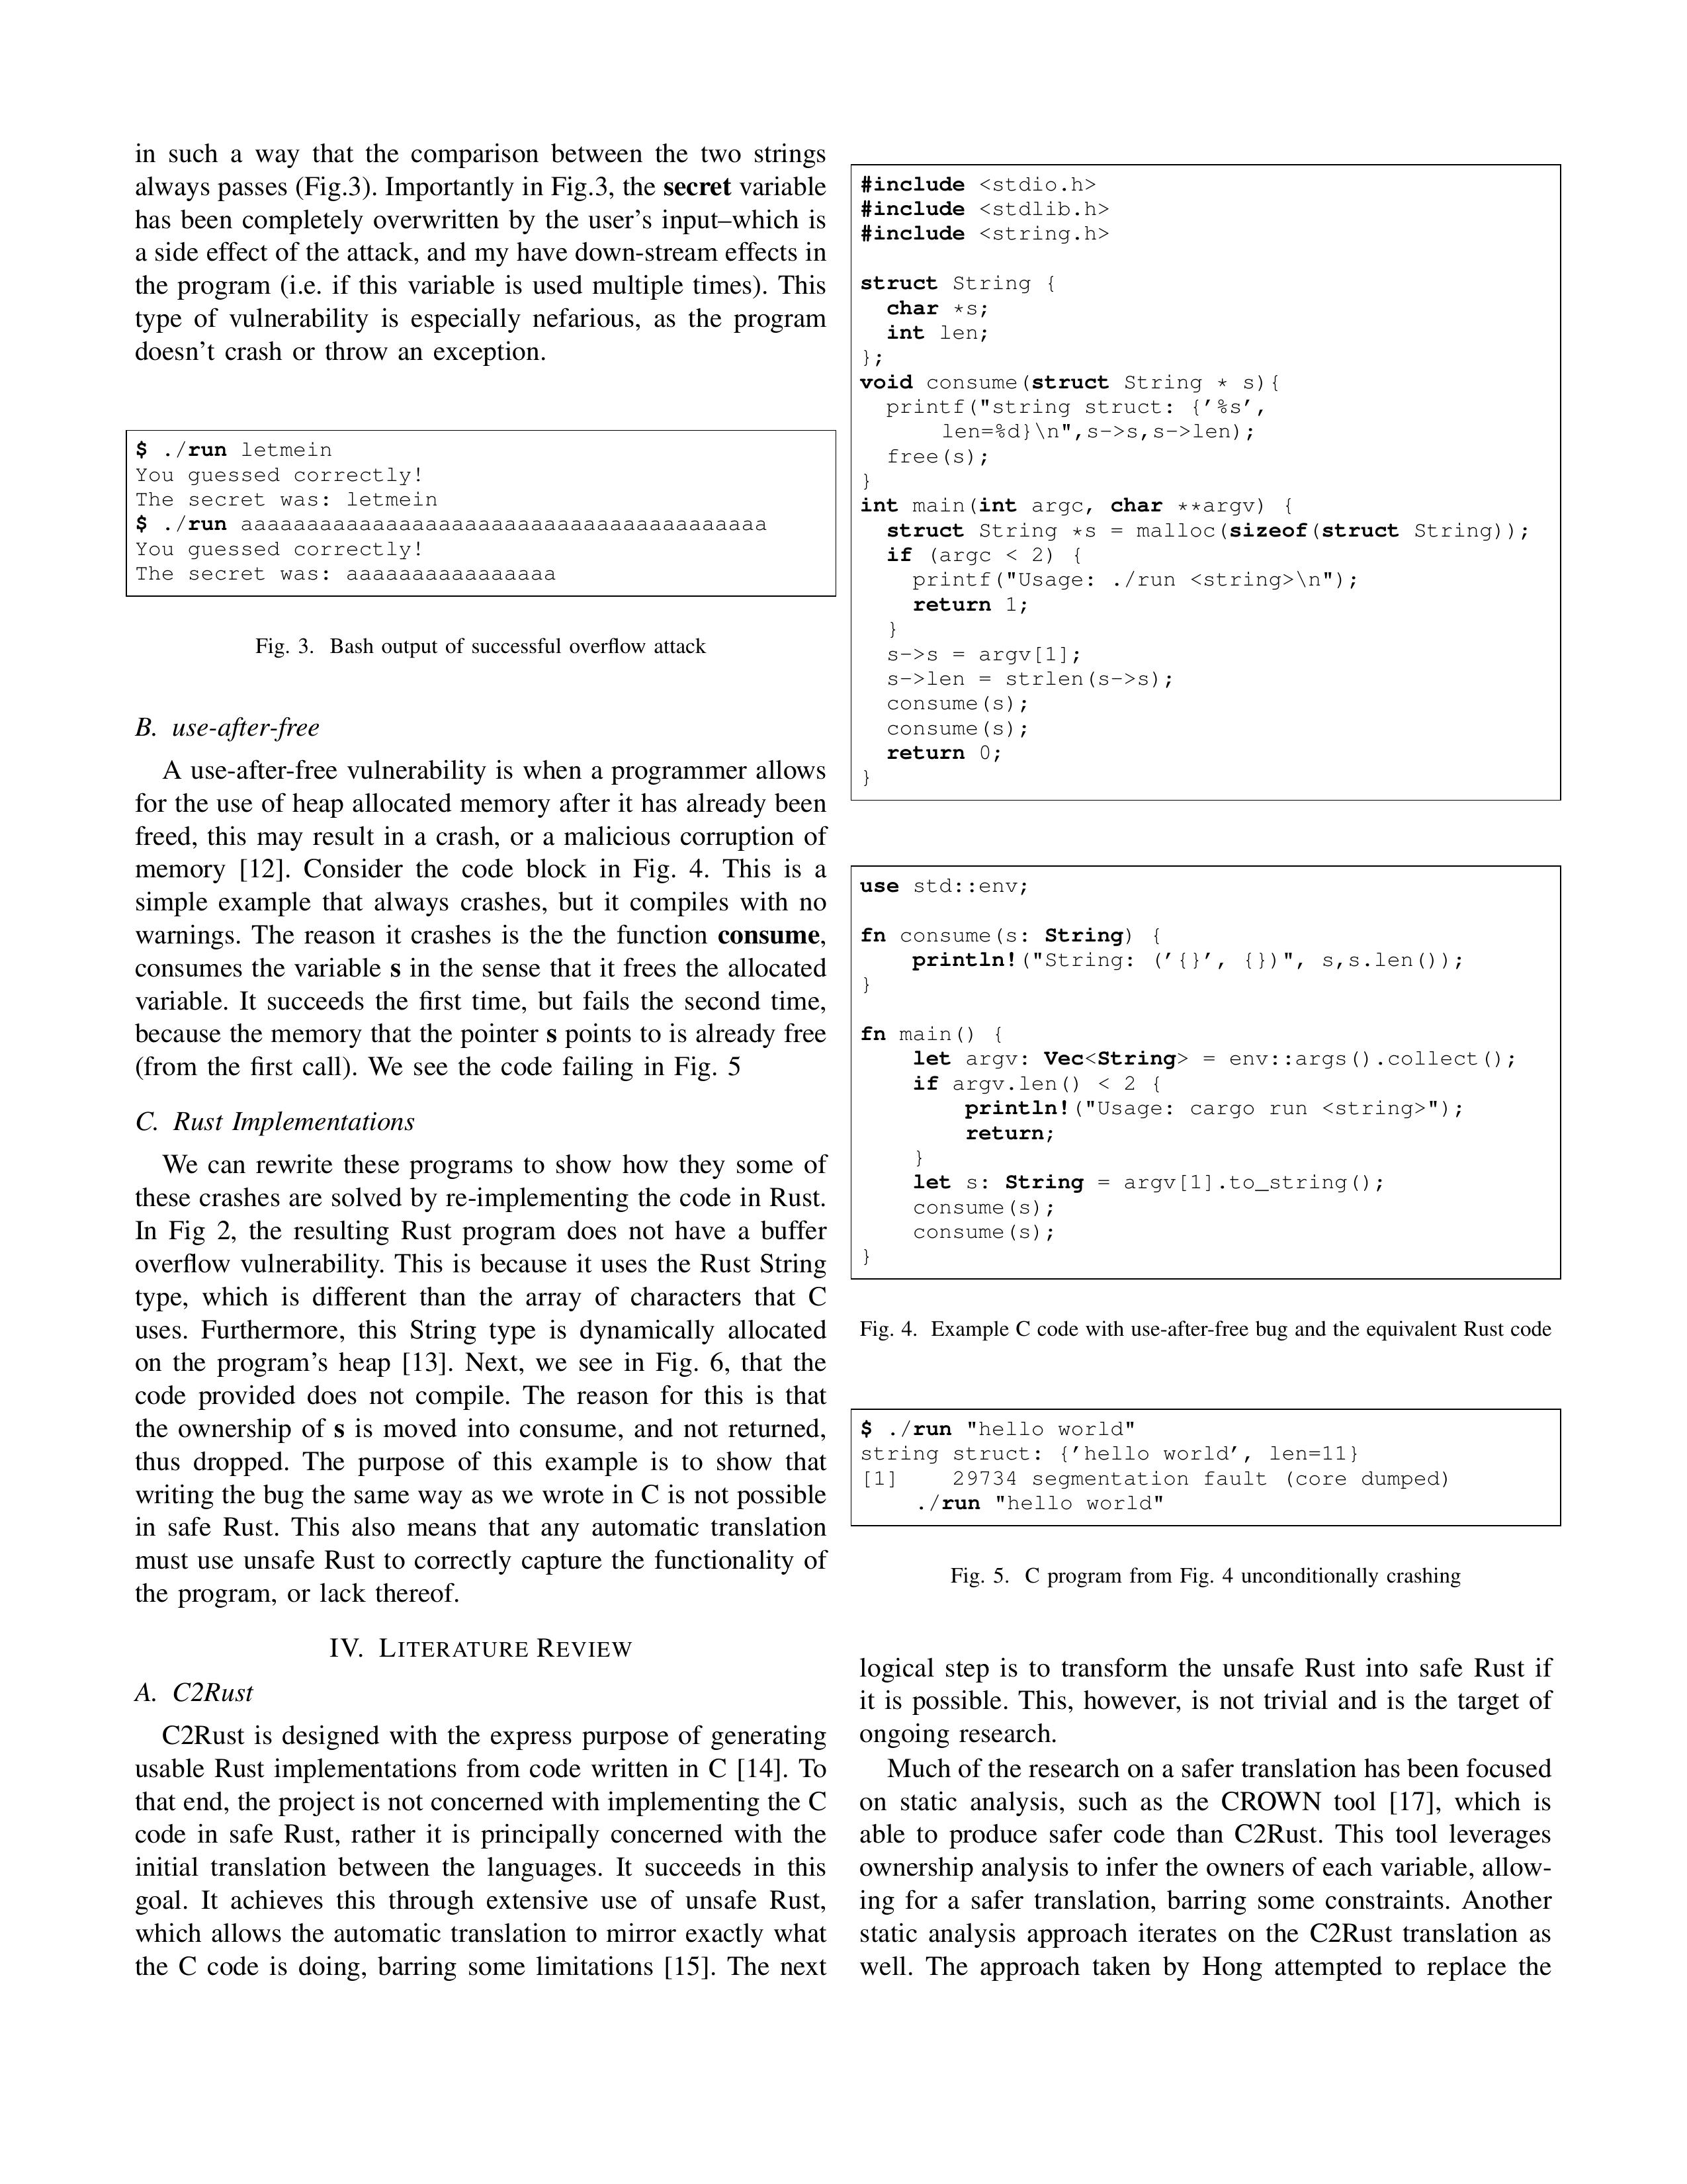 in such a way that the comparison between the two strings
always passes (Fig.3). Importantly in Fig.3, the secret variable
has been completely overwritten by the user's input–which is
a side effect of the attack, and my have down-stream effects in
the program (i.e. if this variable is used multiple times). This
type of vulnerability is especially nefarious, as the program
doesn't crash or throw an exception.
$ ./run letmein
You guessed correctly!
The secret was: letmein
$ ./run aaaaaaaaaaaaaaaaaaaaaaaaaaaaaaaaaaaaaaaa
You guessed correctly!
The secret was: aaaaaaaaaaaaaaaa
Fig. 3. Bash output of successful overflow attack
B. use-after-free
A use-after-free vulnerability is when a programmer allows
for the use of heap allocated memory after it has already been
freed, this may result in a crash, or a malicious corruption of
memory [12]. Consider the code block in Fig. 4. This is a
simple example that always crashes, but it compiles with no
warnings. The reason it crashes is the the function consume,
consumes the variable s in the sense that it frees the allocated
variable. It succeeds the first time, but fails the second time,
because the memory that the pointer s points to is already free
(from the first call). We see the code failing in Fig. 5
C. Rust Implementations
We can rewrite these programs to show how they some of
these crashes are solved by re-implementing the code in Rust.
In Fig 2, the resulting Rust program does not have a buffer
overflow vulnerability. This is because it uses the Rust String
type, which is different than the array of characters that C
uses. Furthermore, this String type is dynamically allocated
on the program's heap [13]. Next, we see in Fig. 6, that the
code provided does not compile. The reason for this is that
the ownership of s is moved into consume, and not returned,
thus dropped. The purpose of this example is to show that
writing the bug the same way as we wrote in C is not possible
in safe Rust. This also means that any automatic translation
must use unsafe Rust to correctly capture the functionality of
the program, or lack thereof.
IV. LITERATURE REVIEW
A. C2Rust
C2Rust is designed with the express purpose of generating
usable Rust implementations from code written in C [14]. To
that end, the project is not concerned with implementing the C
code in safe Rust, rather it is principally concerned with the
initial translation between the languages. It succeeds in this
goal. It achieves this through extensive use of unsafe Rust,
which allows the automatic translation to mirror exactly what
the C code is doing, barring some limitations [15]. The next
#include <stdio.h>
#include <stdlib.h>
#include <string.h>
struct String {
  char *s;
  int len;
};
void consume(struct String * s){
  printf("string struct: {'%s',
      len=%d}\n",s->s,s->len);
  free(s);
}
int main(int argc, char **argv) {
  struct String *s = malloc(sizeof(struct String));
  if (argc < 2) {
    printf("Usage: ./run <string>\n");
    return 1;
  }
  s->s = argv[1];
  s->len = strlen(s->s);
  consume(s);
  consume(s);
  return 0;
}
use std::env;
fn consume(s: String) {
    println!("String: ('{}', {})", s,s.len());
}
fn main() {
    let argv: Vec<String> = env::args().collect();
    if argv.len() < 2 {
        println!("Usage: cargo run <string>");
        return;
    }
    let s: String = argv[1].to_string();
    consume(s);
    consume(s);
}
Fig. 4. Example C code with use-after-free bug and the equivalent Rust code
$ ./run "hello world"
string struct: {'hello world', len=11}
[1]    29734 segmentation fault (core dumped)
    ./run "hello world"
Fig. 5. C program from Fig. 4 unconditionally crashing
logical step is to transform the unsafe Rust into safe Rust if
it is possible. This, however, is not trivial and is the target of
ongoing research.
Much of the research on a safer translation has been focused
on static analysis, such as the CROWN tool [17], which is
able to produce safer code than C2Rust. This tool leverages
ownership analysis to infer the owners of each variable, allow-
ing for a safer translation, barring some constraints. Another
static analysis approach iterates on the C2Rust translation as
well. The approach taken by Hong attempted to replace the